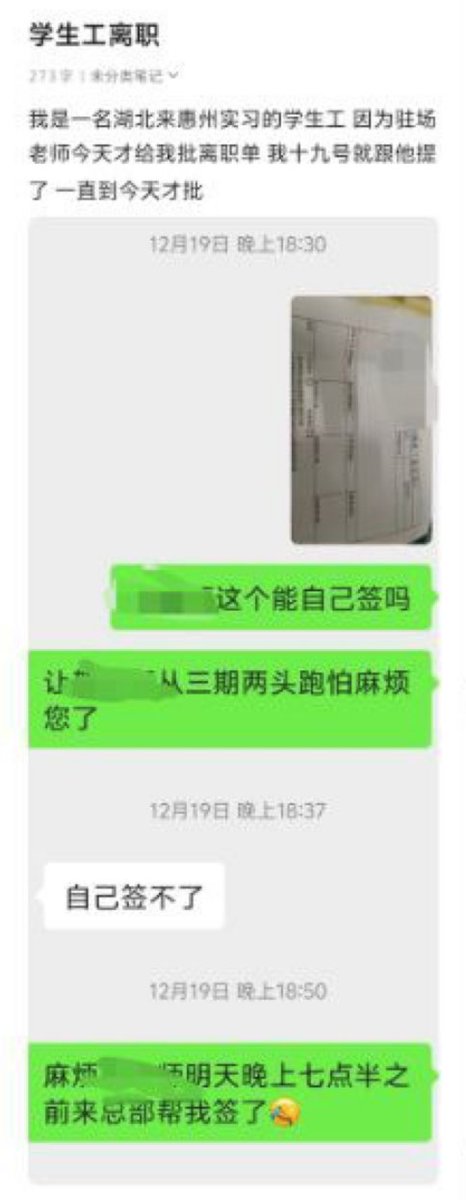 学生工离职
273字 | 未分类笔记
我是一名湖北来惠州实习的学生工 因为驻场
老师今天才给我批离职单 我十九号就跟他提
了 一直到今天才批
12月19日 晚上18:30
这个能自己签吗
让
从三期两头跑怕麻烦
您了
12月19日 晚上18:37
自己签不了
12月19日 晚上18:50
麻烦
师明天晚上七点半之
前来总部帮我签了